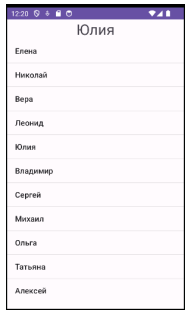 12:20
Юлия
Елена
Николай
Вера
Леонид
Юлия
Владимир
Сергей
Михаил
Ольга
Татьяна
Алексей